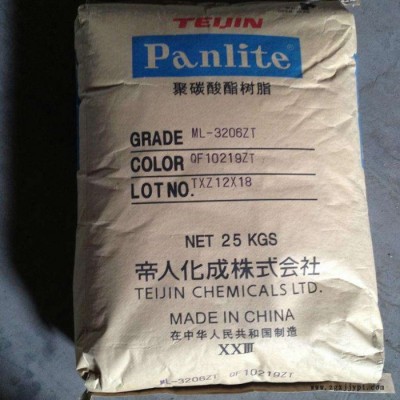 TEIJIN
Panlite
聚碳酸酯树脂
GRADE ML-3206ZT
COLOR QF10219ZT
LOT NO. TXZ12X18
NET 25 KGS
帝人化成株式会社
TEIJIN CHEMICALS LTD.
MADE IN CHINA
在中华人民共和国制造
XXIII
ML-3206ZT QF10219ZT